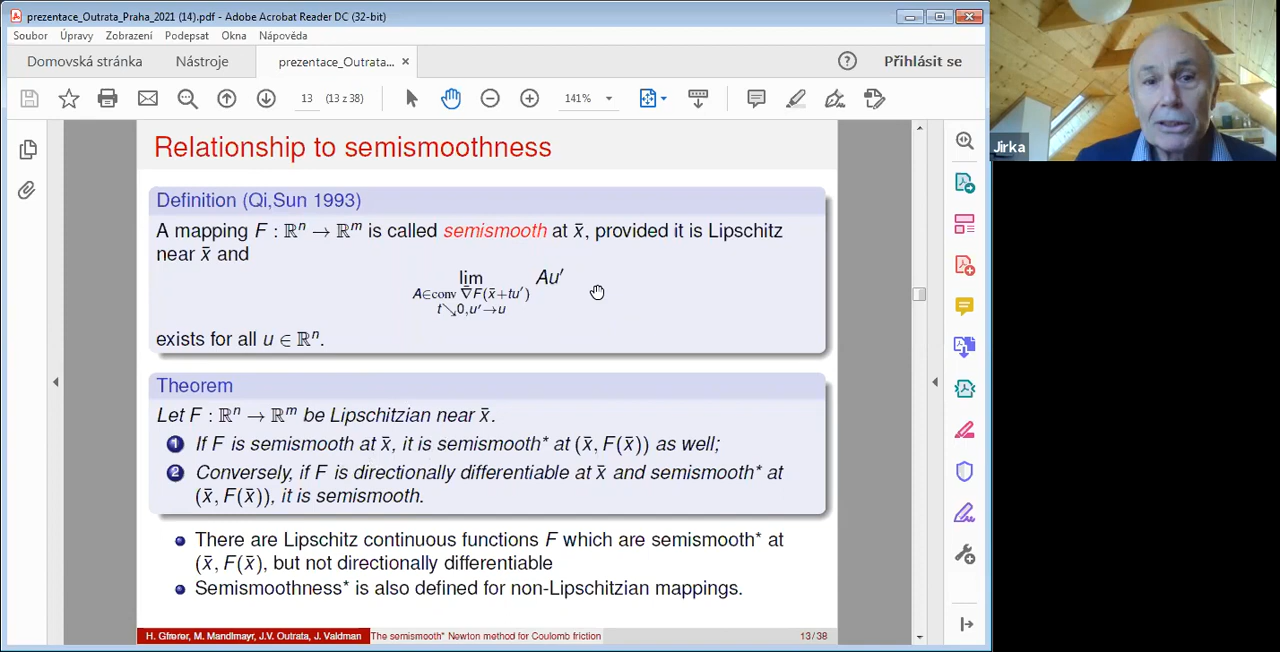 prezentace_Outrata_Praha_2021 (14).pdf - Adobe Acrobat Reader DC (32-bit)
Soubor Úpravy Zobrazení Podepsat Okna Nápověda
Domovská stránka Nástroje prezentace_Outrata... × Přihlásit se
13 (13 z 38) 141%
Jirka
Relationship to semismoothness
Definition (Qi,Sun 1993)
A mapping F : ℝⁿ → ℝᵐ is called semismooth at x̄, provided it is Lipschitz
near x̄ and
lim Au′
A∈conv ∇̄F(x̄+tu′)
t↘0,u′→u
exists for all u ∈ ℝⁿ.
Theorem
Let F : ℝⁿ → ℝᵐ be Lipschitzian near x̄.
1 If F is semismooth at x̄, it is semismooth* at (x̄, F(x̄)) as well;
2 Conversely, if F is directionally differentiable at x̄ and semismooth* at
(x̄, F(x̄)), it is semismooth.
There are Lipschitz continuous functions F which are semismooth* at
(x̄, F(x̄), but not directionally differentiable
Semismoothness* is also defined for non-Lipschitzian mappings.
H. Gfrerer, M. Mandlmayr, J.V. Outrata, J. Valdman The semismooth* Newton method for Coulomb friction 13/38